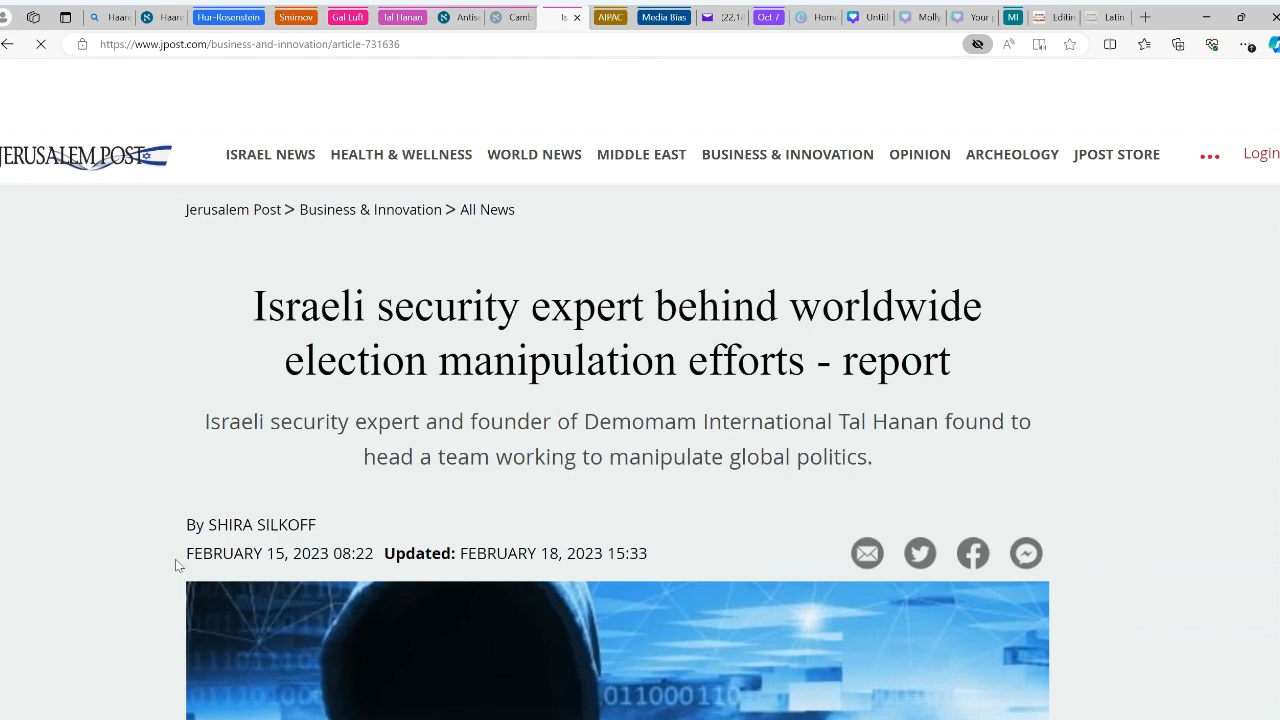 Haare
Haare
Hur-Rosenstein
Smirnov
Gal Luft
Tal Hanan
Antise
Camb
Is
AIPAC
Media Bias
(22,1
Oct 7
Hom
Untit
Molly
Your
MI
Editin
Latin
https://www.jpost.com/business-and-innovation/article-731636
JERUSALEM POST
ISRAEL NEWS
HEALTH & WELLNESS
WORLD NEWS
MIDDLE EAST
BUSINESS & INNOVATION
OPINION
ARCHEOLOGY
JPOST STORE
Login
Jerusalem Post > Business & Innovation > All News
Israeli security expert behind worldwide
election manipulation efforts - report
Israeli security expert and founder of Demomam International Tal Hanan found to
head a team working to manipulate global politics.
By SHIRA SILKOFF
FEBRUARY 15, 2023 08:22 Updated: FEBRUARY 18, 2023 15:33